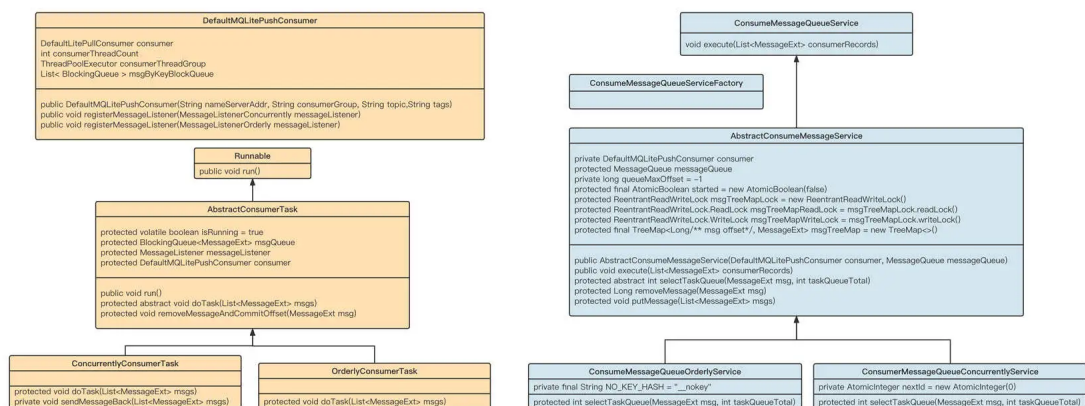 DefaultMQLitePushConsumer
DefaultLitePullConsumer consumer
int consumerThreadCount
ThreadPoolExecutor consumerThreadGroup
List< BlockingQueue > msgByKeyBlockQueue
public DefaultMQLitePushConsumer(String nameServerAddr, String consumerGroup, String topic,String tags)
public void registerMessageListener(MessageListenerConcurrently messageListener)
public void registerMessageListener(MessageListenerOrderly messageListener)
Runnable
public void run()
AbstractConsumerTask
protected volatile boolean isRunning = true
protected BlockingQueue<MessageExt> msgQueue
protected MessageListener messageListener
protected DefaultMQLitePushConsumer consumer
public void run()
protected abstract void doTask(List<MessageExt> msgs)
protected void removeMessageAndCommitOffset(MessageExt msg)
ConcurrentlyConsumerTask
protected void doTask(List<MessageExt> msgs)
private void sendMessageBack(List<MessageExt> msgs)
OrderlyConsumerTask
protected void doTask(List<MessageExt> msgs)
ConsumeMessageQueueService
void execute(List<MessageExt> consumerRecords)
ConsumeMessageQueueServiceFactory
AbstractConsumeMessageService
private DefaultMQLitePushConsumer consumer
protected MessageQueue messageQueue
private long queueMaxOffset = -1
protected final AtomicBoolean started = new AtomicBoolean(false)
protected ReentrantReadWriteLock msgTreeMapLock = new ReentrantReadWriteLock()
protected ReentrantReadWriteLock.ReadLock msgTreeMapReadLock = msgTreeMapLock.readLock()
protected ReentrantReadWriteLock.WriteLock msgTreeMapWriteLock = msgTreeMapLock.writeLock()
protected final TreeMap<Long/** msg offset*/, MessageExt> msgTreeMap = new TreeMap<>()
public AbstractConsumeMessageService(DefaultMQLitePushConsumer consumer, MessageQueue messageQueue)
public void execute(List<MessageExt> consumerRecords)
protected abstract int selectTaskQueue(MessageExt msg, int taskQueueTotal)
protected Long removeMessage(MessageExt msg)
protected void putMessage(List<MessageExt> msgs)
ConsumeMessageQueueOrderlyService
private final String NO_KEY_HASH = "__nokey"
protected int selectTaskQueue(MessageExt msg, int taskQueueTotal)
ConsumerMessageQueueConcurrentlyService
private AtomicInteger nextId = new AtomicInteger(0)
protected int selectTaskQueue(MessageExt msg, int taskQueueTotal)